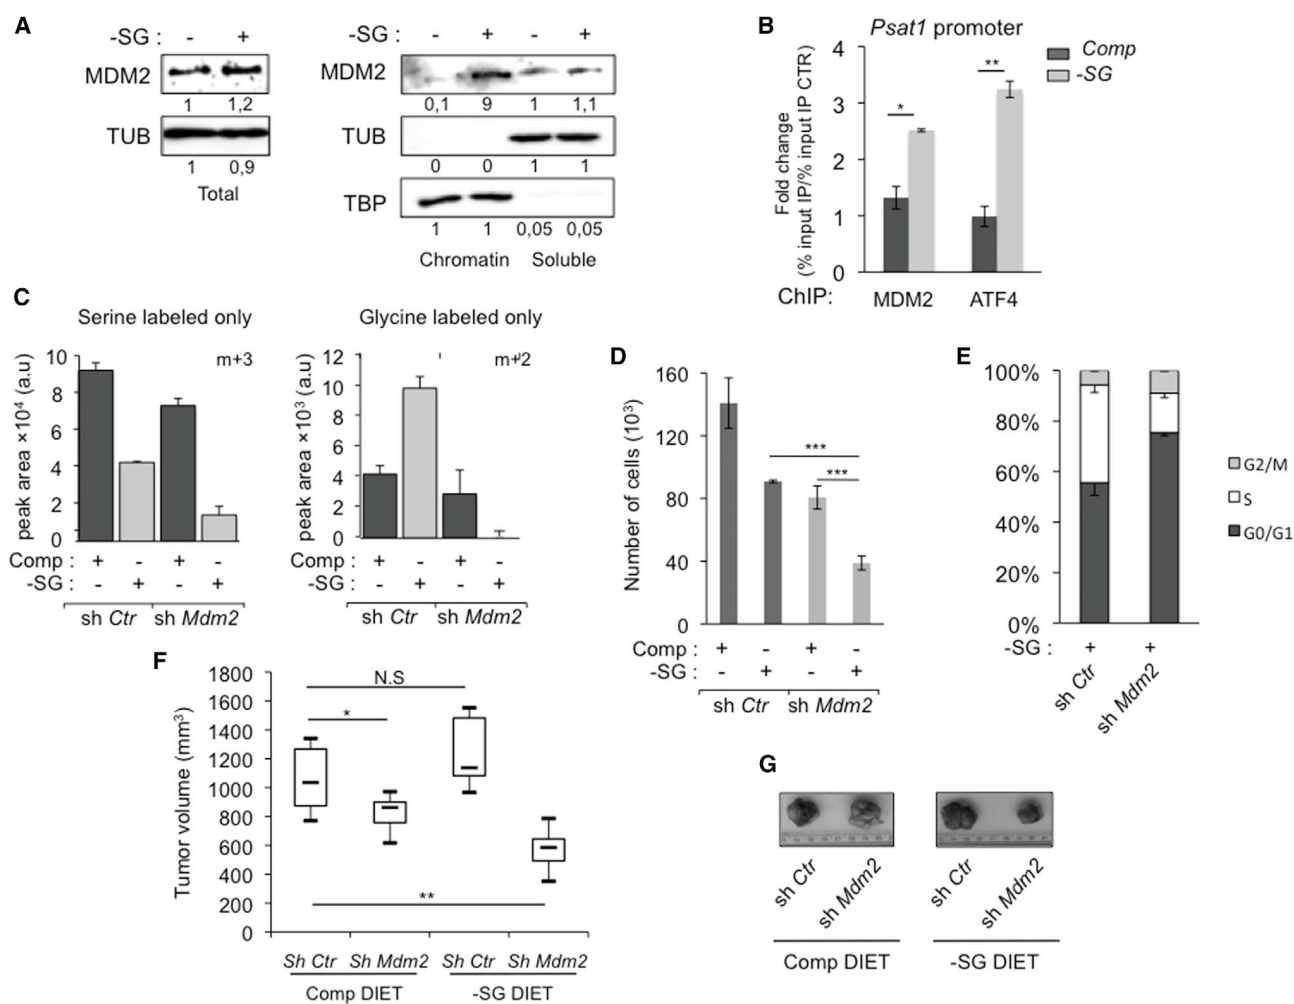 A
-SG : - +
MDM2
1 1,2
TUB
1 0,9
Total
-SG : - + - +
MDM2
0,1 9 1 1,1
TUB
0 0 1 1
TBP
1 1 0,05 0,05
Chromatin Soluble
B
Psat1 promoter
Comp
-SG
Fold change
(% input IP/% input IP CTR)
4
3
2
1
0
*
**
ChIP: MDM2 ATF4
C
Serine labeled only
m+3
peak area ×10⁴ (a.u)
10
8
6
4
2
0
Comp : + - + -
-SG : - + - +
sh Ctr sh Mdm2
Glycine labeled only
m+2
peak area ×10³ (a.u)
12
10
8
6
4
2
0
Comp : + - + -
-SG : - + - +
sh Ctr sh Mdm2
D
Number of cells (10³)
160
120
80
40
0
***
***
Comp : + - + -
-SG : - + - +
sh Ctr sh Mdm2
E
100%
80%
60%
40%
20%
0%
G2/M
S
G0/G1
-SG : + +
sh Ctr
sh Mdm2
F
Tumor volume (mm³)
1800
1600
1400
1200
1000
800
600
400
200
0
N.S
*
**
Sh Ctr Sh Mdm2 Sh Ctr Sh Mdm2
Comp DIET -SG DIET
G
sh Ctr
sh Mdm2
sh Ctr
sh Mdm2
Comp DIET -SG DIET